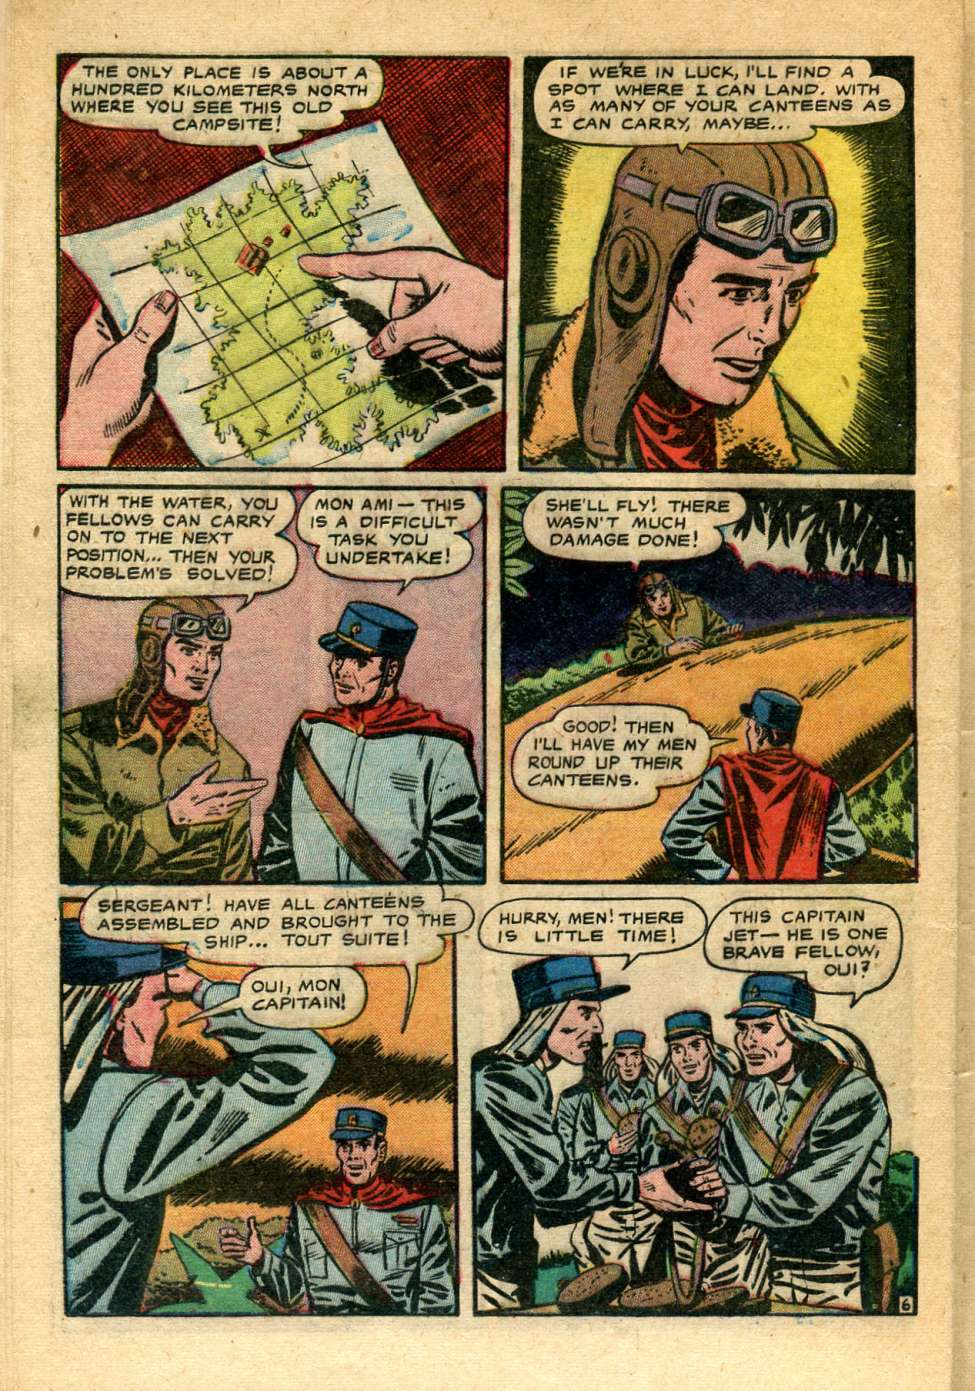 THE ONLY PLACE IS ABOUT A
HUNDRED KILOMETERS NORTH
WHERE YOU SEE THIS OLD
CAMPSITE!
IF WE'RE IN LUCK, I'LL FIND A
SPOT WHERE I CAN LAND. WITH
AS MANY OF YOUR CANTEENS AS
I CAN CARRY, MAYBE...
WITH THE WATER, YOU
FELLOWS CAN CARRY
ON TO THE NEXT
POSITION... THEN YOUR
PROBLEM'S SOLVED!
MON AMI — THIS
IS A DIFFICULT
TASK YOU
UNDERTAKE!
SHE'LL FLY! THERE
WASN'T MUCH
DAMAGE DONE!
GOOD! THEN
I'LL HAVE MY MEN
ROUND UP THEIR
CANTEENS.
SERGEANT! HAVE ALL CANTEENS
ASSEMBLED AND BROUGHT TO THE
SHIP... TOUT SUITE!
OUI, MON
CAPITAIN!
HURRY, MEN! THERE
IS LITTLE TIME!
THIS CAPITAIN
JET — HE IS ONE
BRAVE FELLOW,
OUI?
6